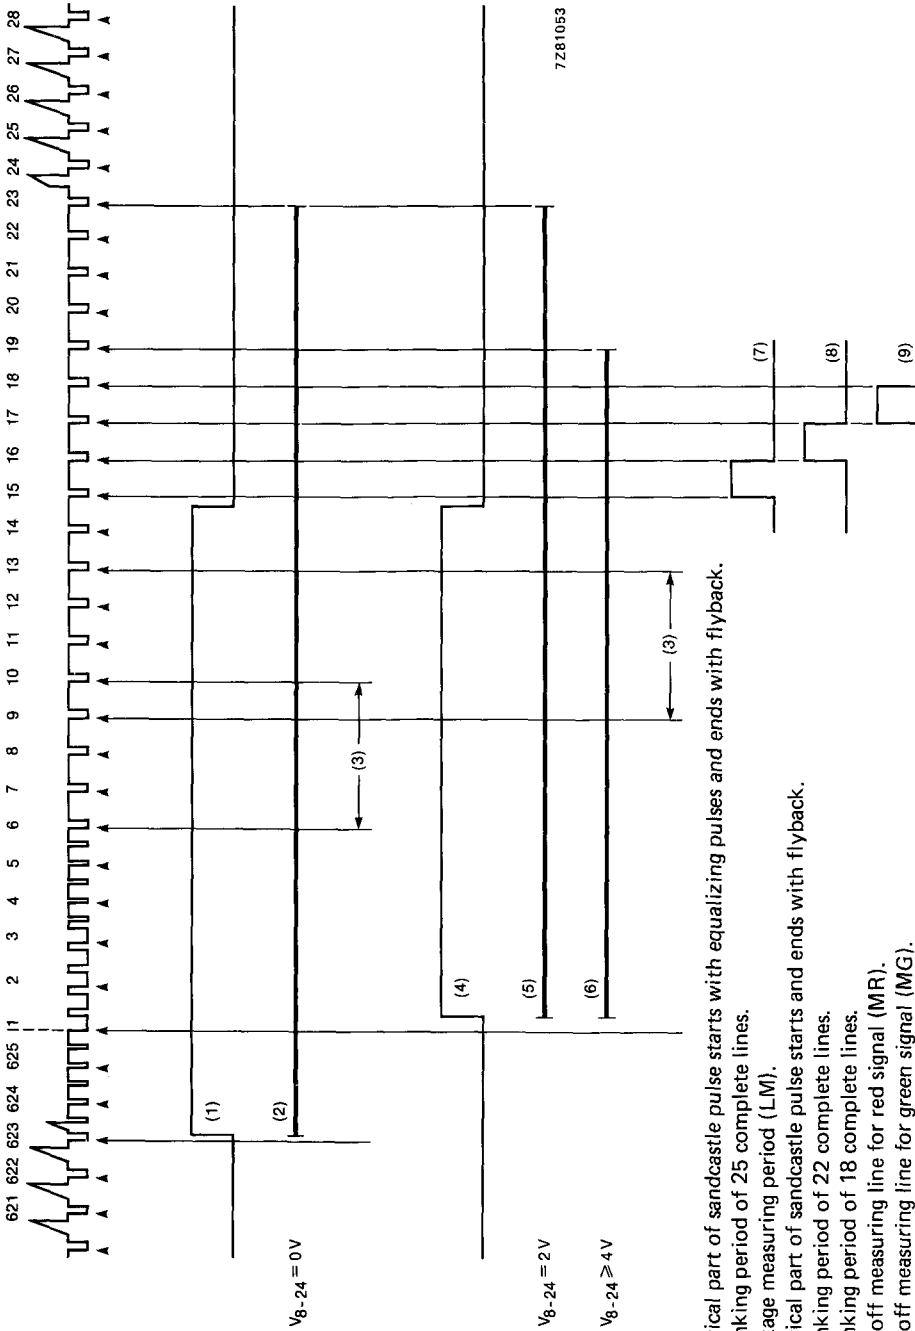 621 622 623 624 625 1 2 3 4 5 6 7 8 9 10 11 12 13 14 15 16 17 18 19 20 21 22 23 24 25 26 27 28
(1)
V8-24 = 0 V
(2)
(3)
(4)
V8-24 = 2 V
(5)
V8-24 ⩾ 4 V
(6)
(3)
(7)
(8)
(9)
7Z81053
ical part of sandcastle pulse starts with equalizing pulses and ends with flyback.
nking period of 25 complete lines.
age measuring period (LM).
ical part of sandcastle pulse starts and ends with flyback.
nking period of 22 complete lines.
nking period of 18 complete lines.
off measuring line for red signal (MR).
off measuring line for green signal (MG).